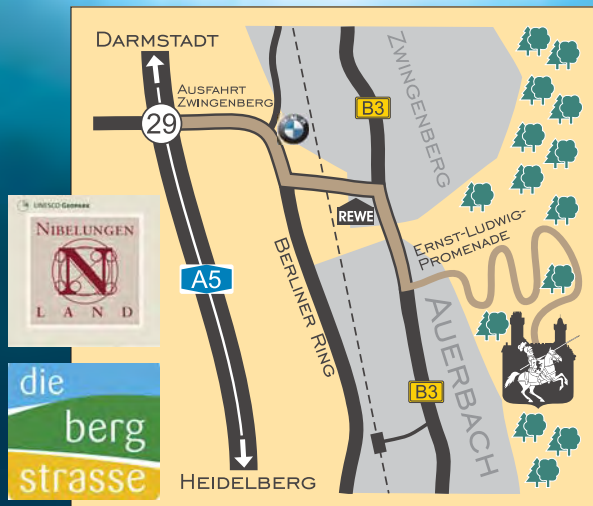 DARMSTADT
AUSFAHRT
ZWINGENBERG
29
ZWINGENBERG
B3
BMW
UNESCO Geopark
NIBELUNGEN
N
LAND
REWE
ERNST-LUDWIG-
PROMENADE
A5
BERLINER RING
AUERBACH
die
berg
strasse
B3
HEIDELBERG